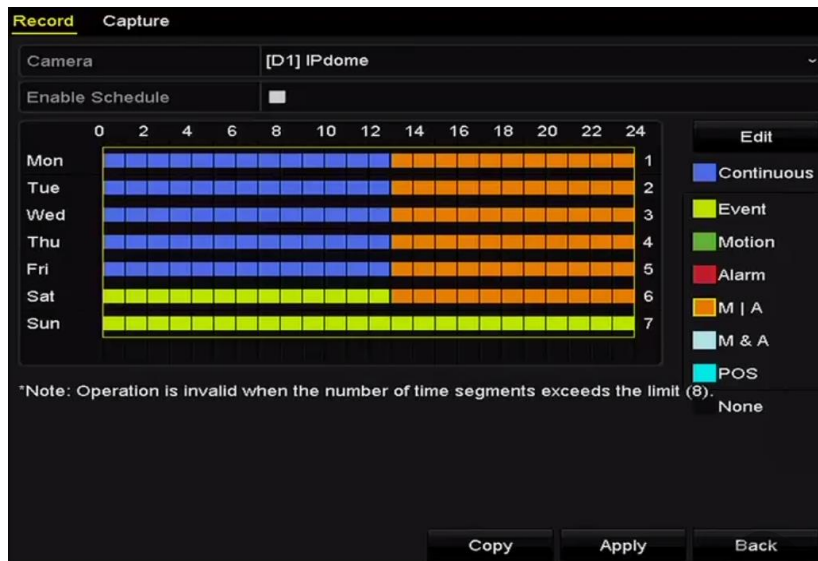 Record Capture
Camera [D1] IPdome
Enable Schedule
0 2 4 6 8 10 12 14 16 18 20 22 24
Edit
Mon 1
Continuous
Tue 2
Wed 3
Event
Thu 4
Motion
Fri 5
Alarm
Sat 6
M | A
Sun 7
M & A
POS
*Note: Operation is invalid when the number of time segments exceeds the limit (8).
None
Copy Apply Back